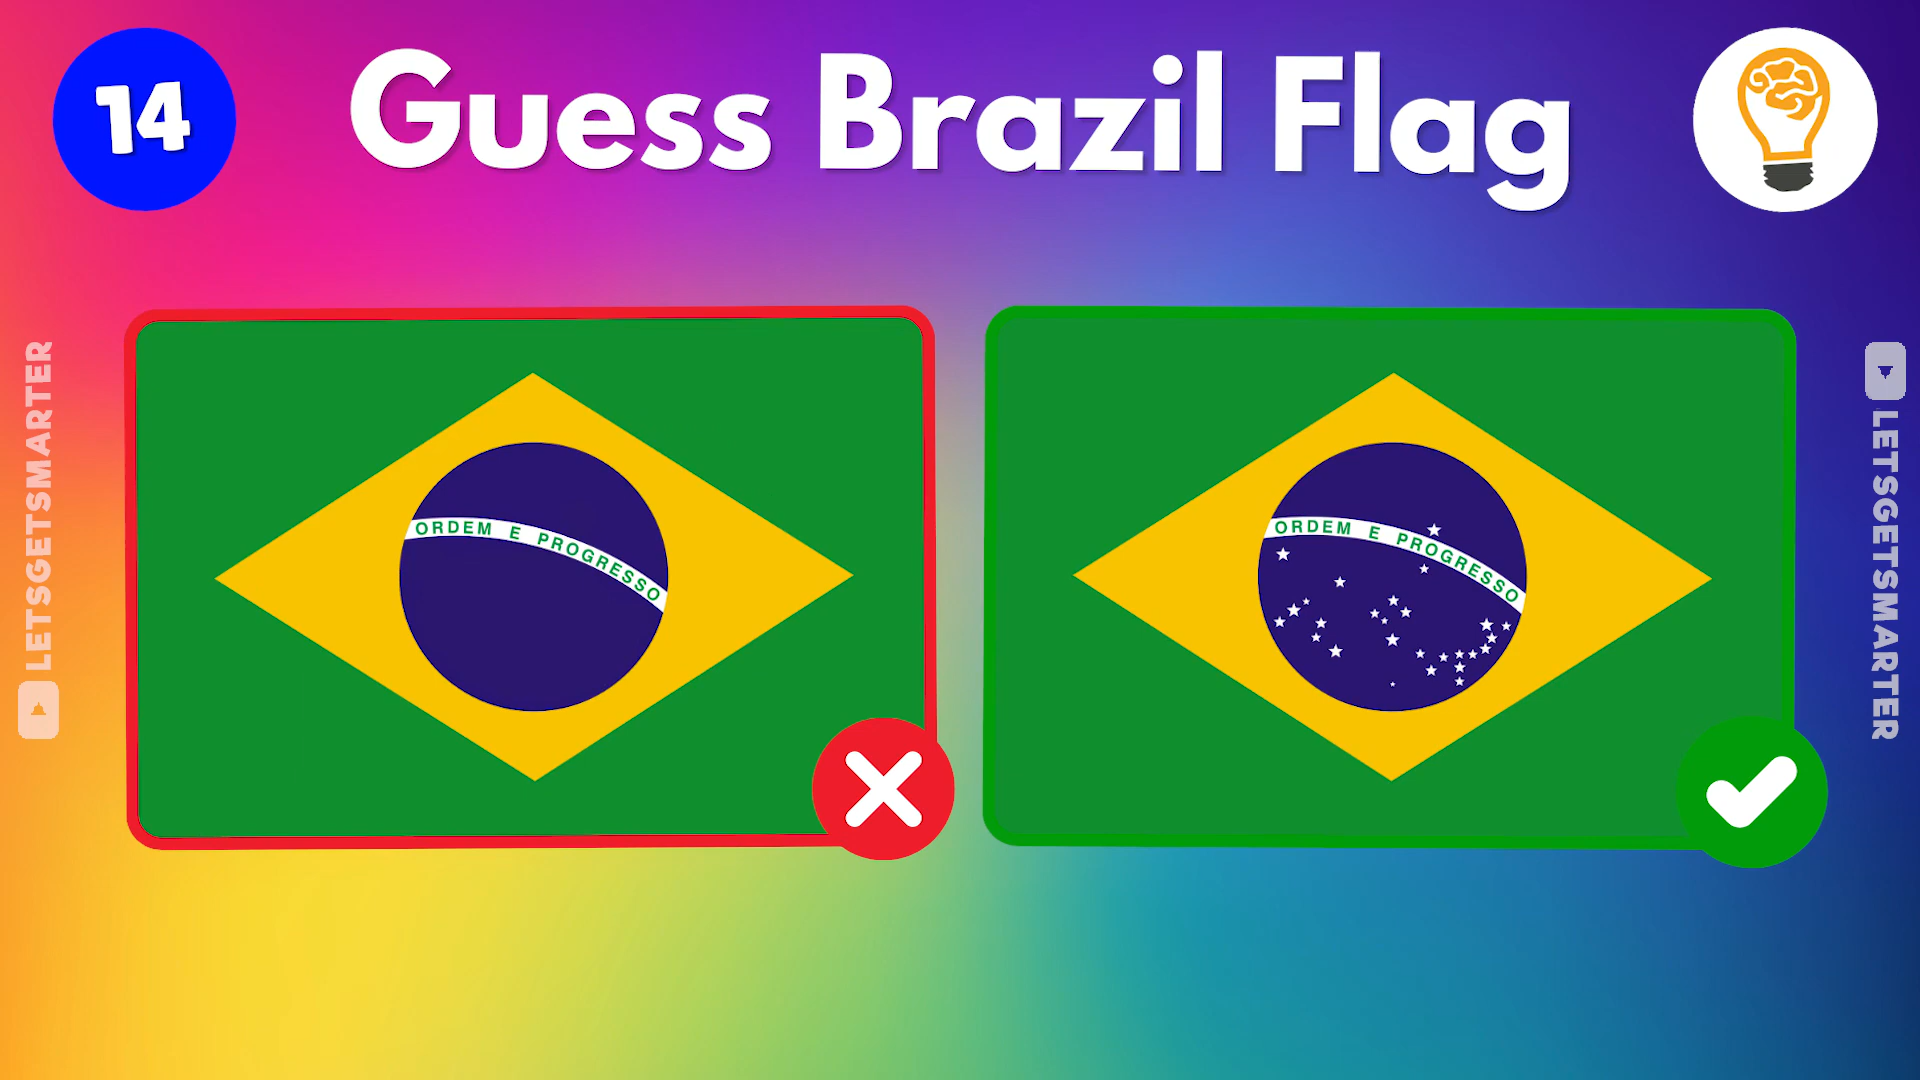 14
Guess Brazil Flag
LETSGETSMARTER
ORDEM E PROGRESSO
ORDEM E PROGRESSO
LETSGETSMARTER